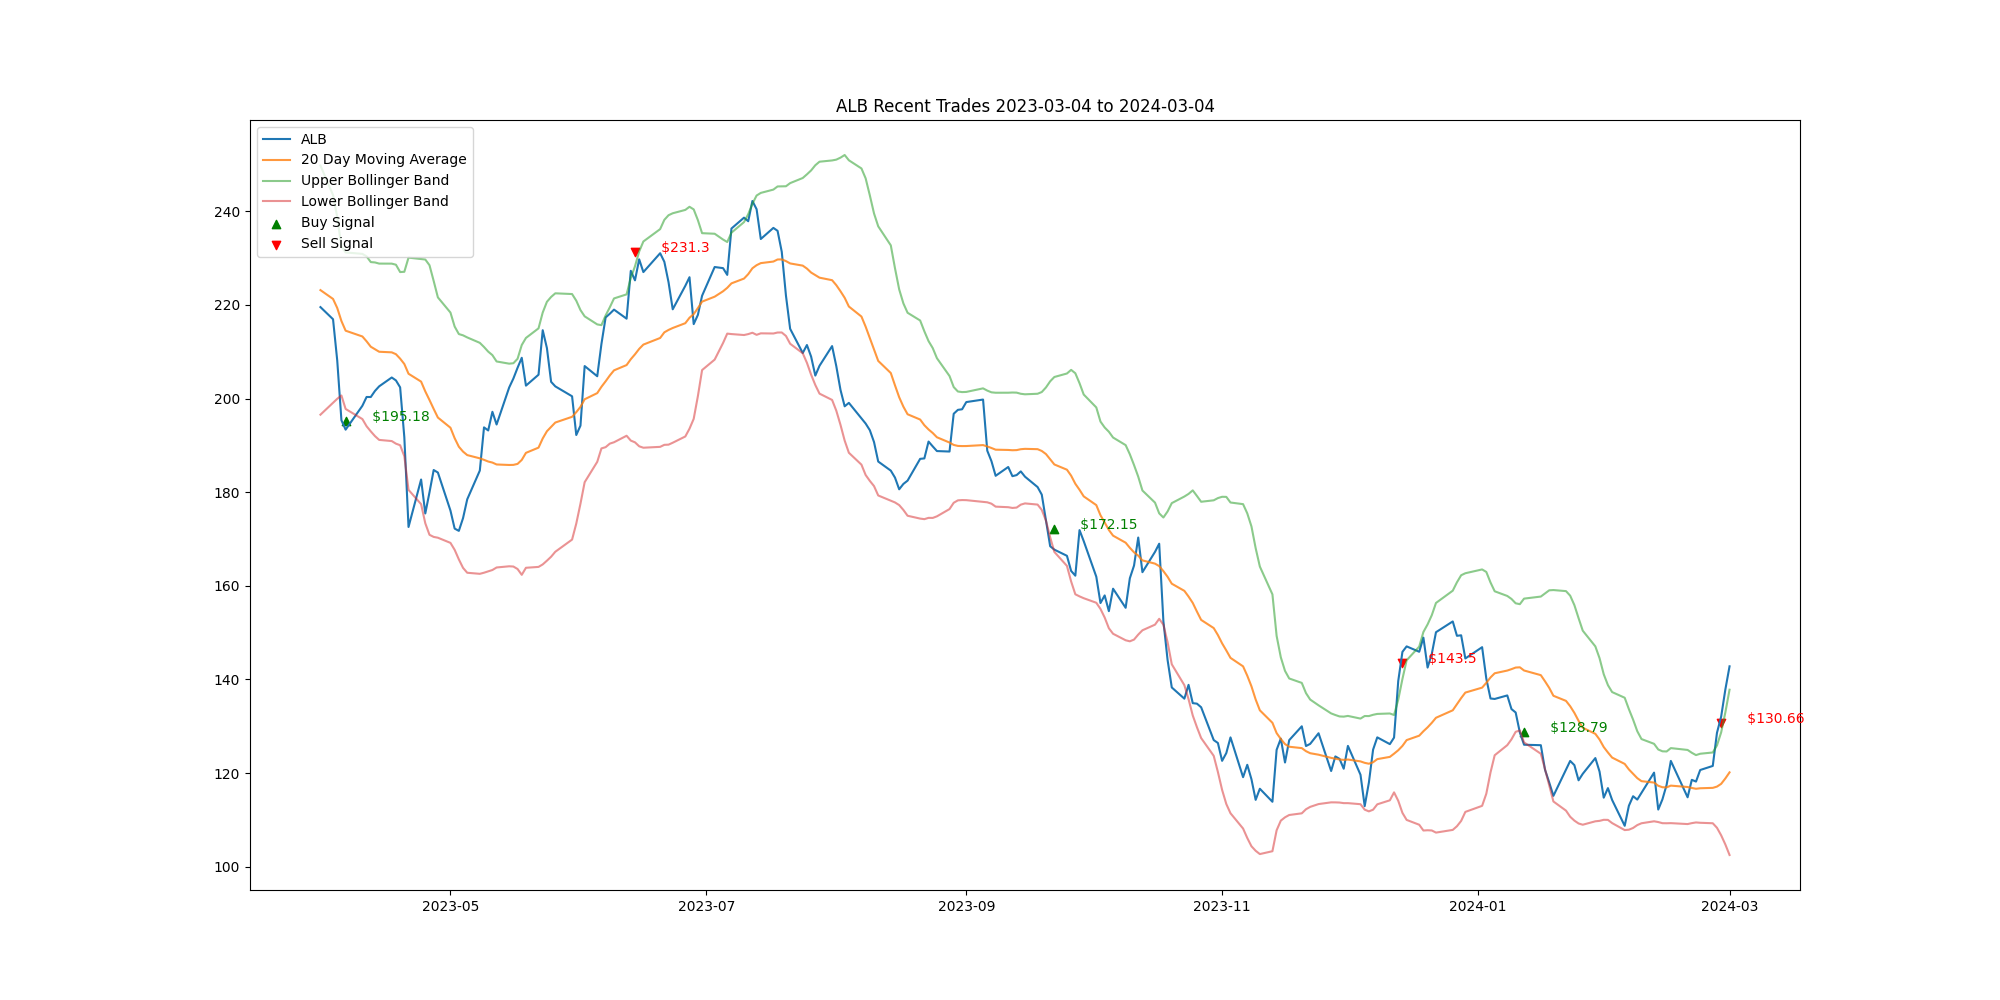 ALB Recent Trades 2023-03-04 to 2024-03-04
ALB
20 Day Moving Average
Upper Bollinger Band
Lower Bollinger Band
Buy Signal
Sell Signal
240
220
200
180
160
140
120
100
$195.18
$231.3
$172.15
$143.5
$128.79
$130.66
2023-05
2023-07
2023-09
2023-11
2024-01
2024-03